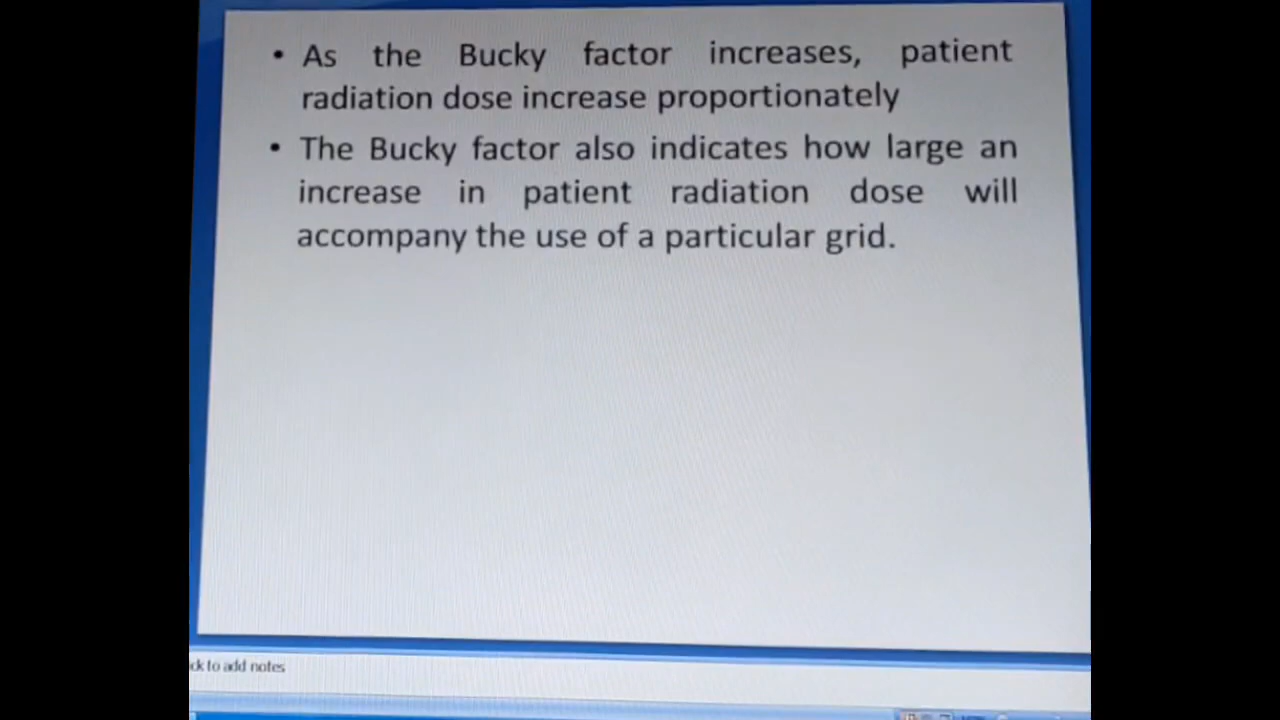 • As the Bucky factor increases, patient
radiation dose increase proportionately
• The Bucky factor also indicates how large an
increase in patient radiation dose will
accompany the use of a particular grid.
ck to add notes